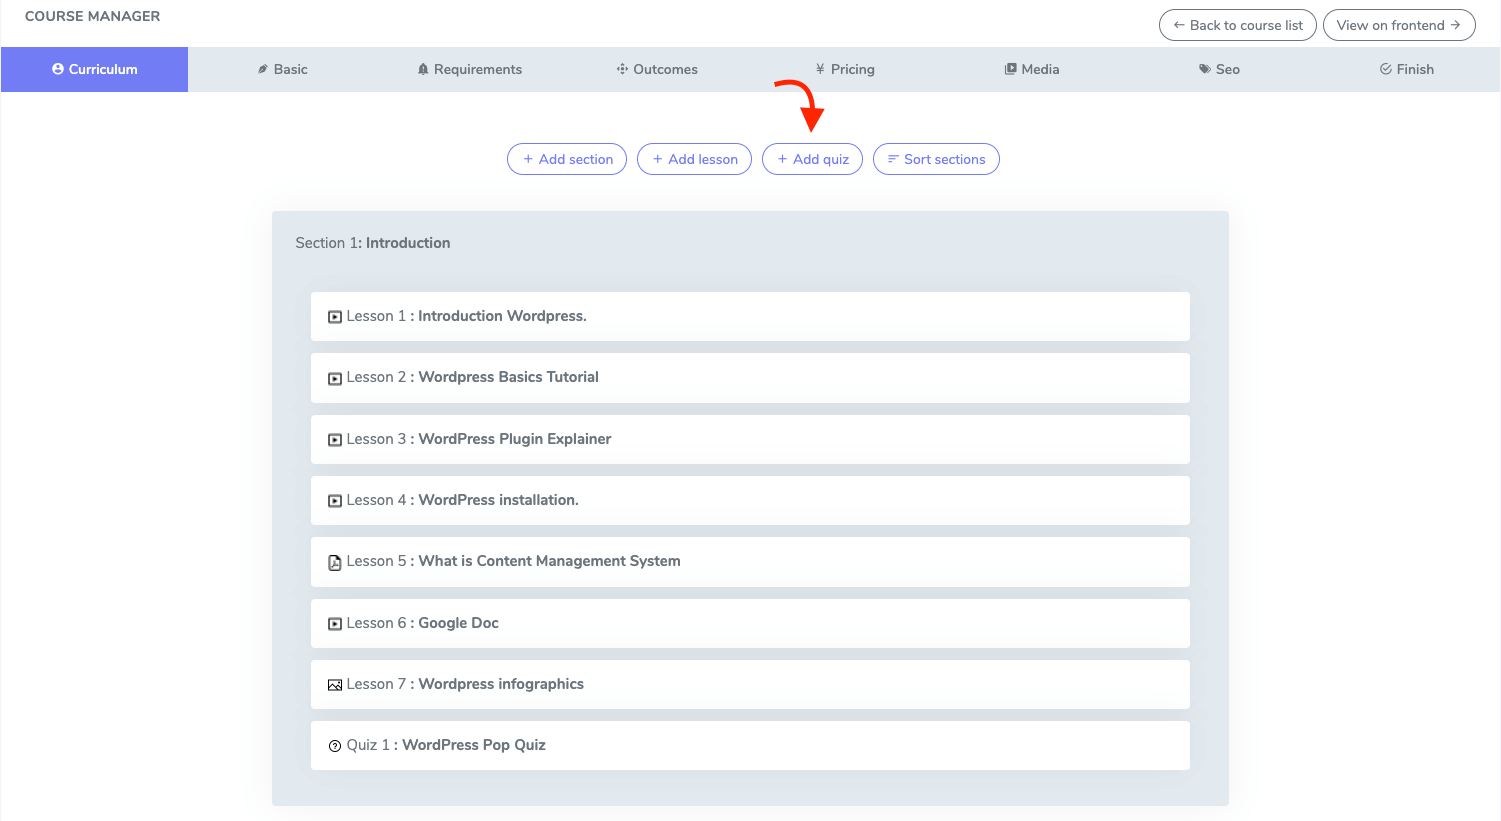 COURSE MANAGER
← Back to course list
View on frontend →
Curriculum
Basic
Requirements
Outcomes
¥ Pricing
Media
Seo
Finish
+ Add section
+ Add lesson
+ Add quiz
Sort sections
Section 1: Introduction
Lesson 1 : Introduction Wordpress.
Lesson 2 : Wordpress Basics Tutorial
Lesson 3 : WordPress Plugin Explainer
Lesson 4 : WordPress installation.
Lesson 5 : What is Content Management System
Lesson 6 : Google Doc
Lesson 7 : Wordpress infographics
Quiz 1 : WordPress Pop Quiz